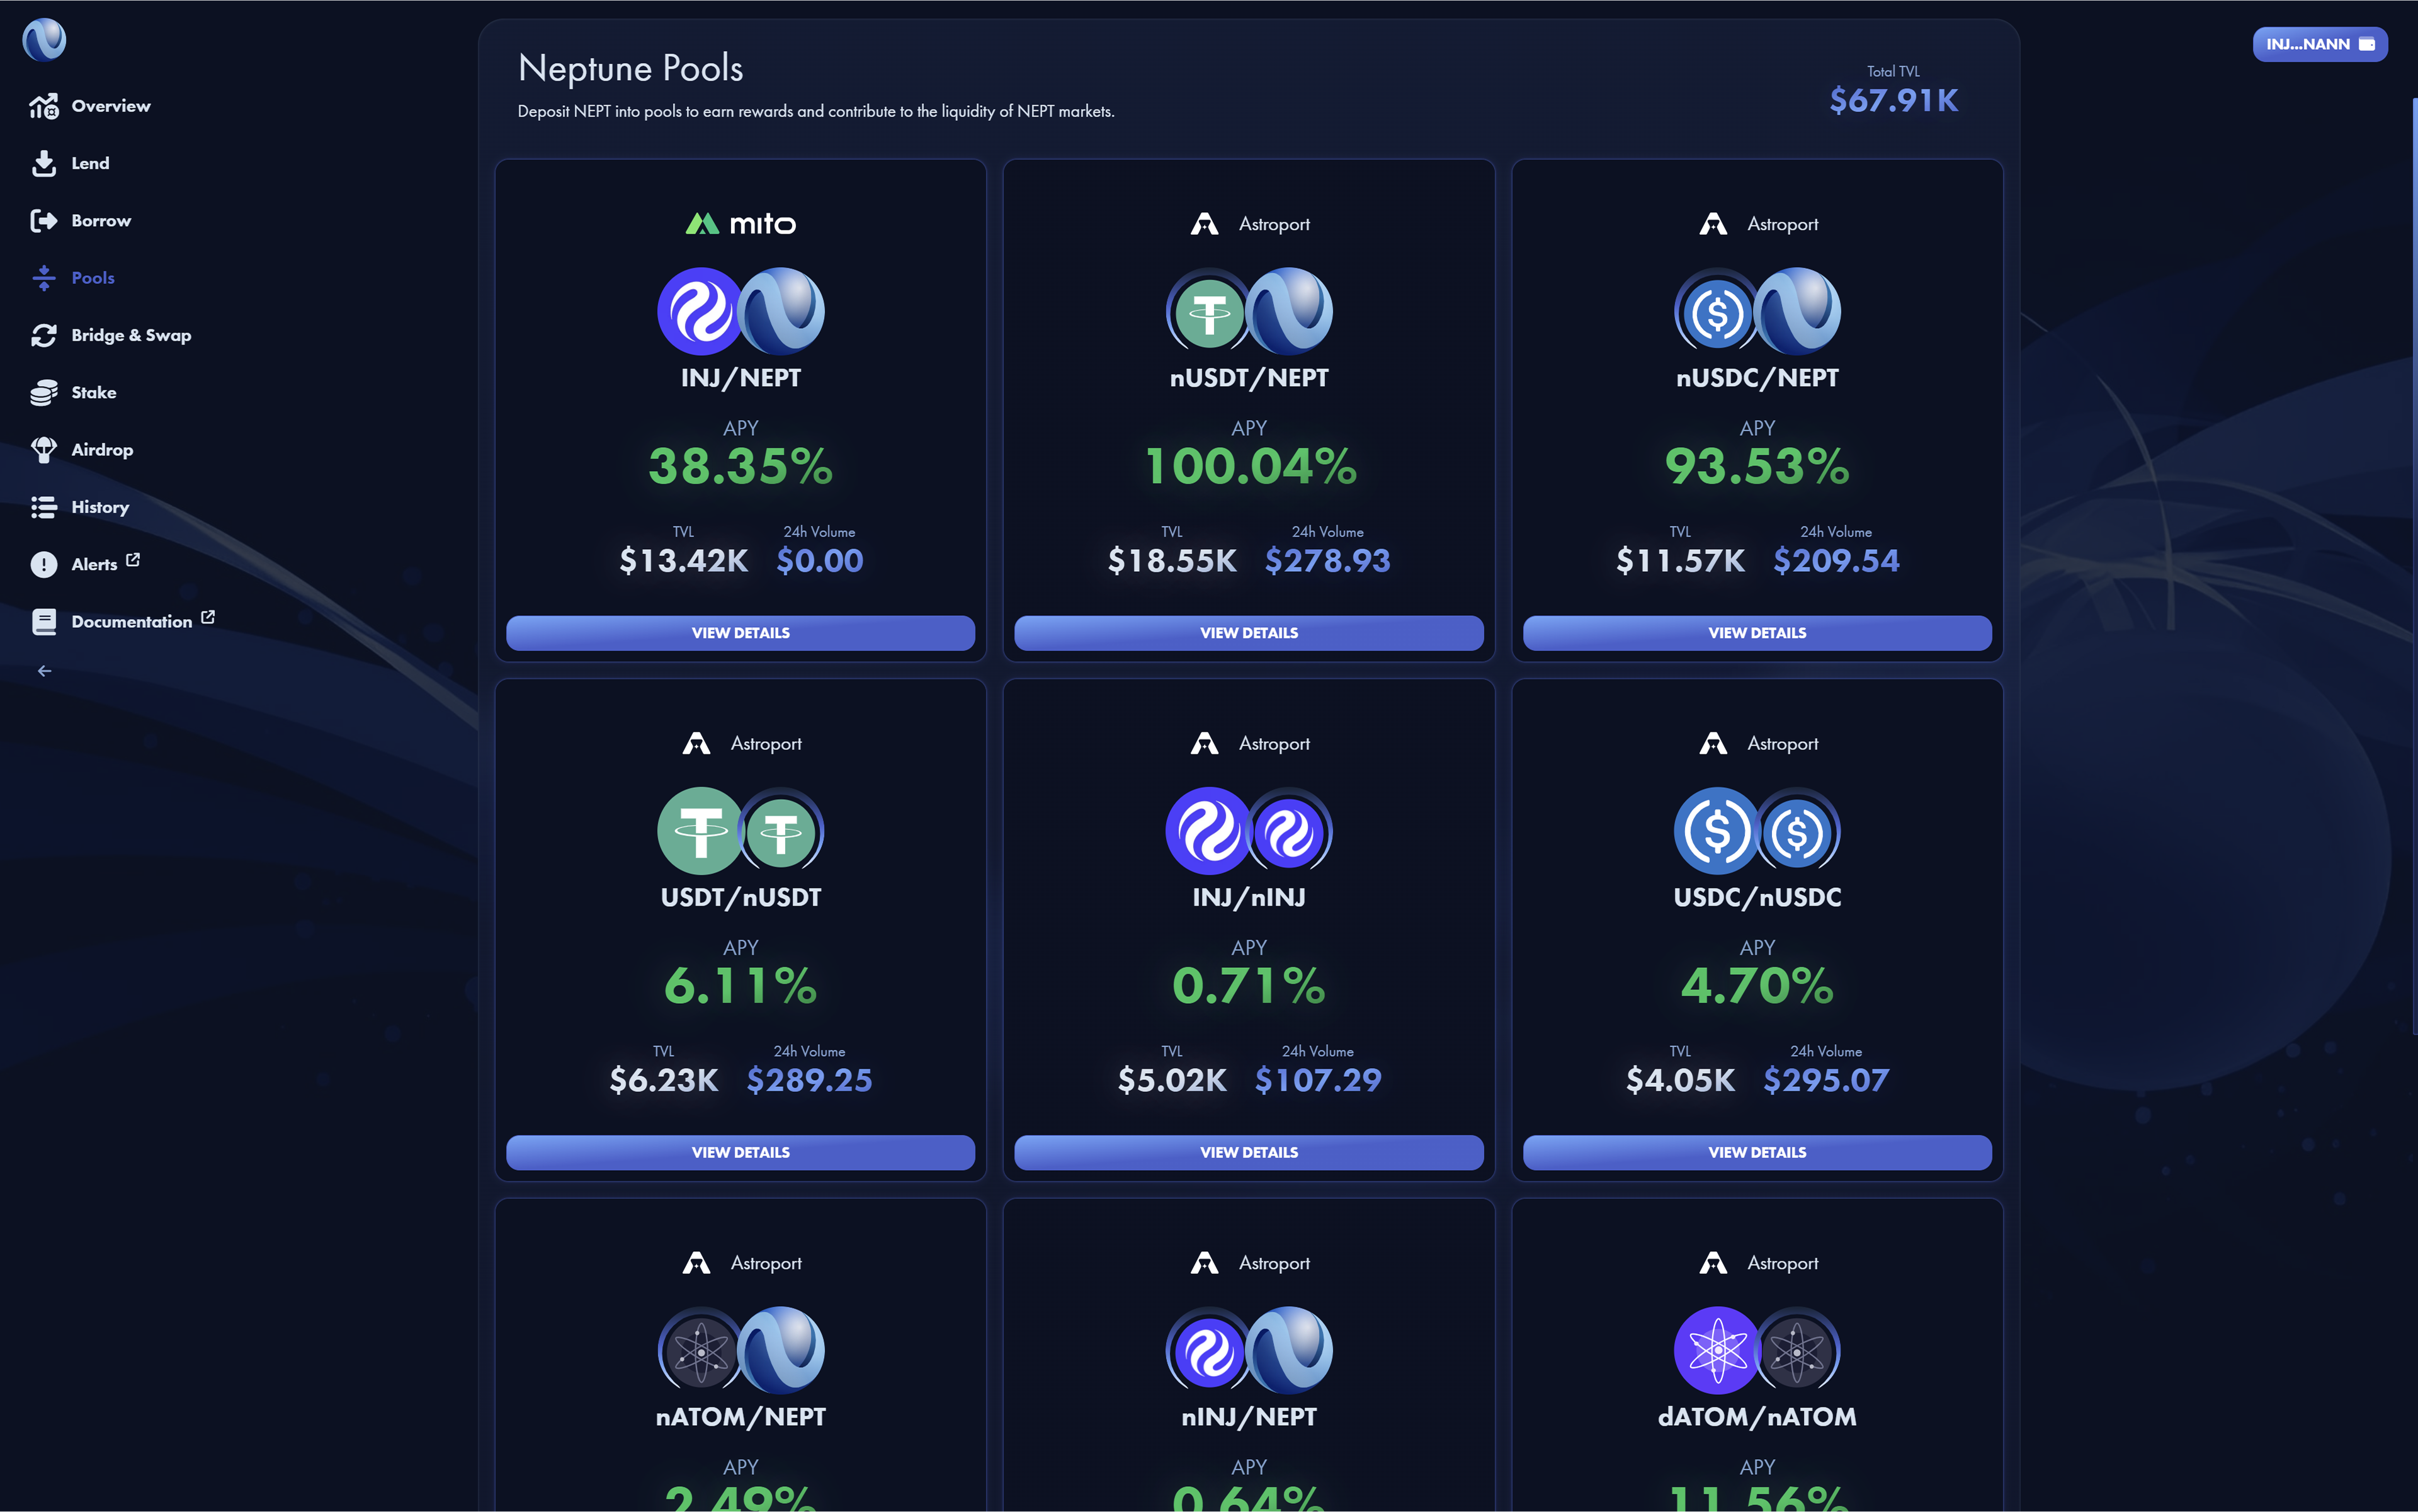 INJ...NANN
Overview
Lend
Borrow
Pools
Bridge & Swap
Stake
Airdrop
History
Alerts
Documentation
Neptune Pools
Deposit NEPT into pools to earn rewards and contribute to the liquidity of NEPT markets.
Total TVL
$67.91K
mito
INJ/NEPT
APY
38.35%
TVL 24h Volume
$13.42K $0.00
VIEW DETAILS
Astroport
nUSDT/NEPT
APY
100.04%
TVL 24h Volume
$18.55K $278.93
VIEW DETAILS
Astroport
nUSDC/NEPT
APY
93.53%
TVL 24h Volume
$11.57K $209.54
VIEW DETAILS
Astroport
USDT/nUSDT
APY
6.11%
TVL 24h Volume
$6.23K $289.25
VIEW DETAILS
Astroport
INJ/nINJ
APY
0.71%
TVL 24h Volume
$5.02K $107.29
VIEW DETAILS
Astroport
USDC/nUSDC
APY
4.70%
TVL 24h Volume
$4.05K $295.07
VIEW DETAILS
Astroport
nATOM/NEPT
APY
2.49%
Astroport
nINJ/NEPT
APY
0.64%
Astroport
dATOM/nATOM
APY
11.56%